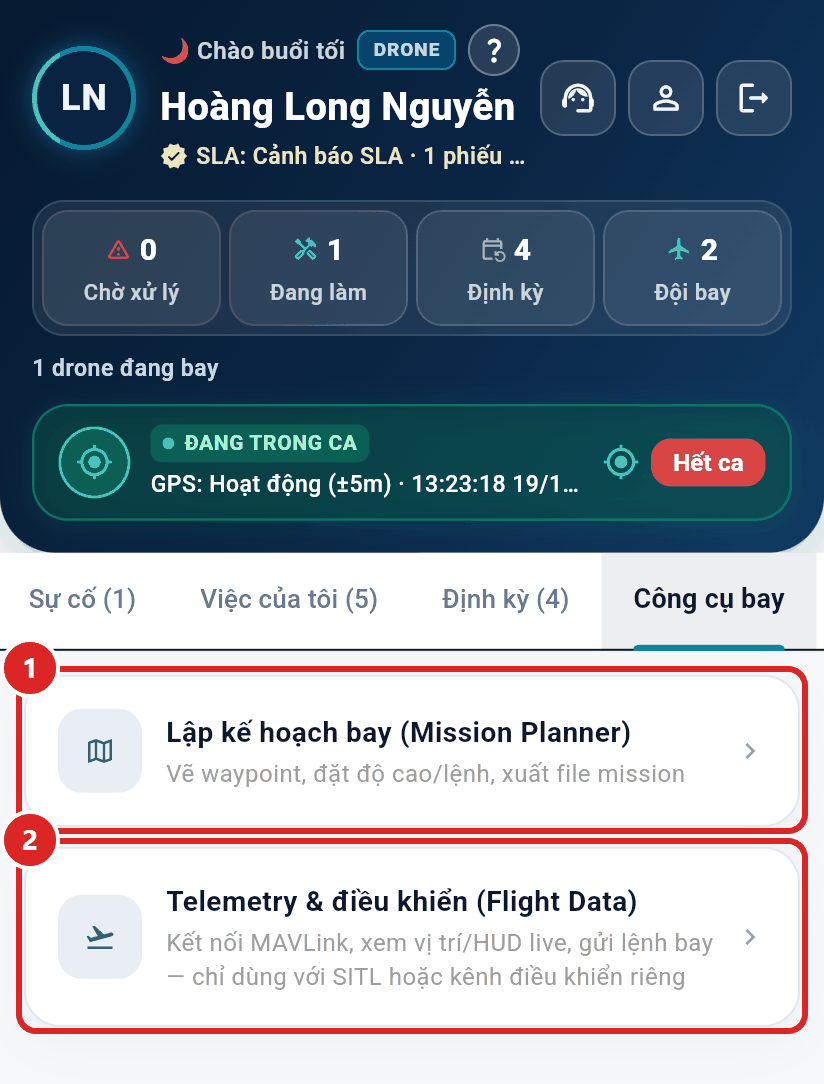 LN
Chào buổi tối
DRONE
?
Hoàng Long Nguyễn
SLA: Cảnh báo SLA · 1 phiếu ...
0
Chờ xử lý
1
Đang làm
4
Định kỳ
2
Đội bay
1 drone đang bay
ĐANG TRONG CA
GPS: Hoạt động (±5m) · 13:23:18 19/1...
Hết ca
Sự cố (1)
Việc của tôi (5)
Định kỳ (4)
Công cụ bay
1
Lập kế hoạch bay (Mission Planner)
Vẽ waypoint, đặt độ cao/lệnh, xuất file mission
2
Telemetry & điều khiển (Flight Data)
Kết nối MAVLink, xem vị trí/HUD live, gửi lệnh bay
— chỉ dùng với SITL hoặc kênh điều khiển riêng